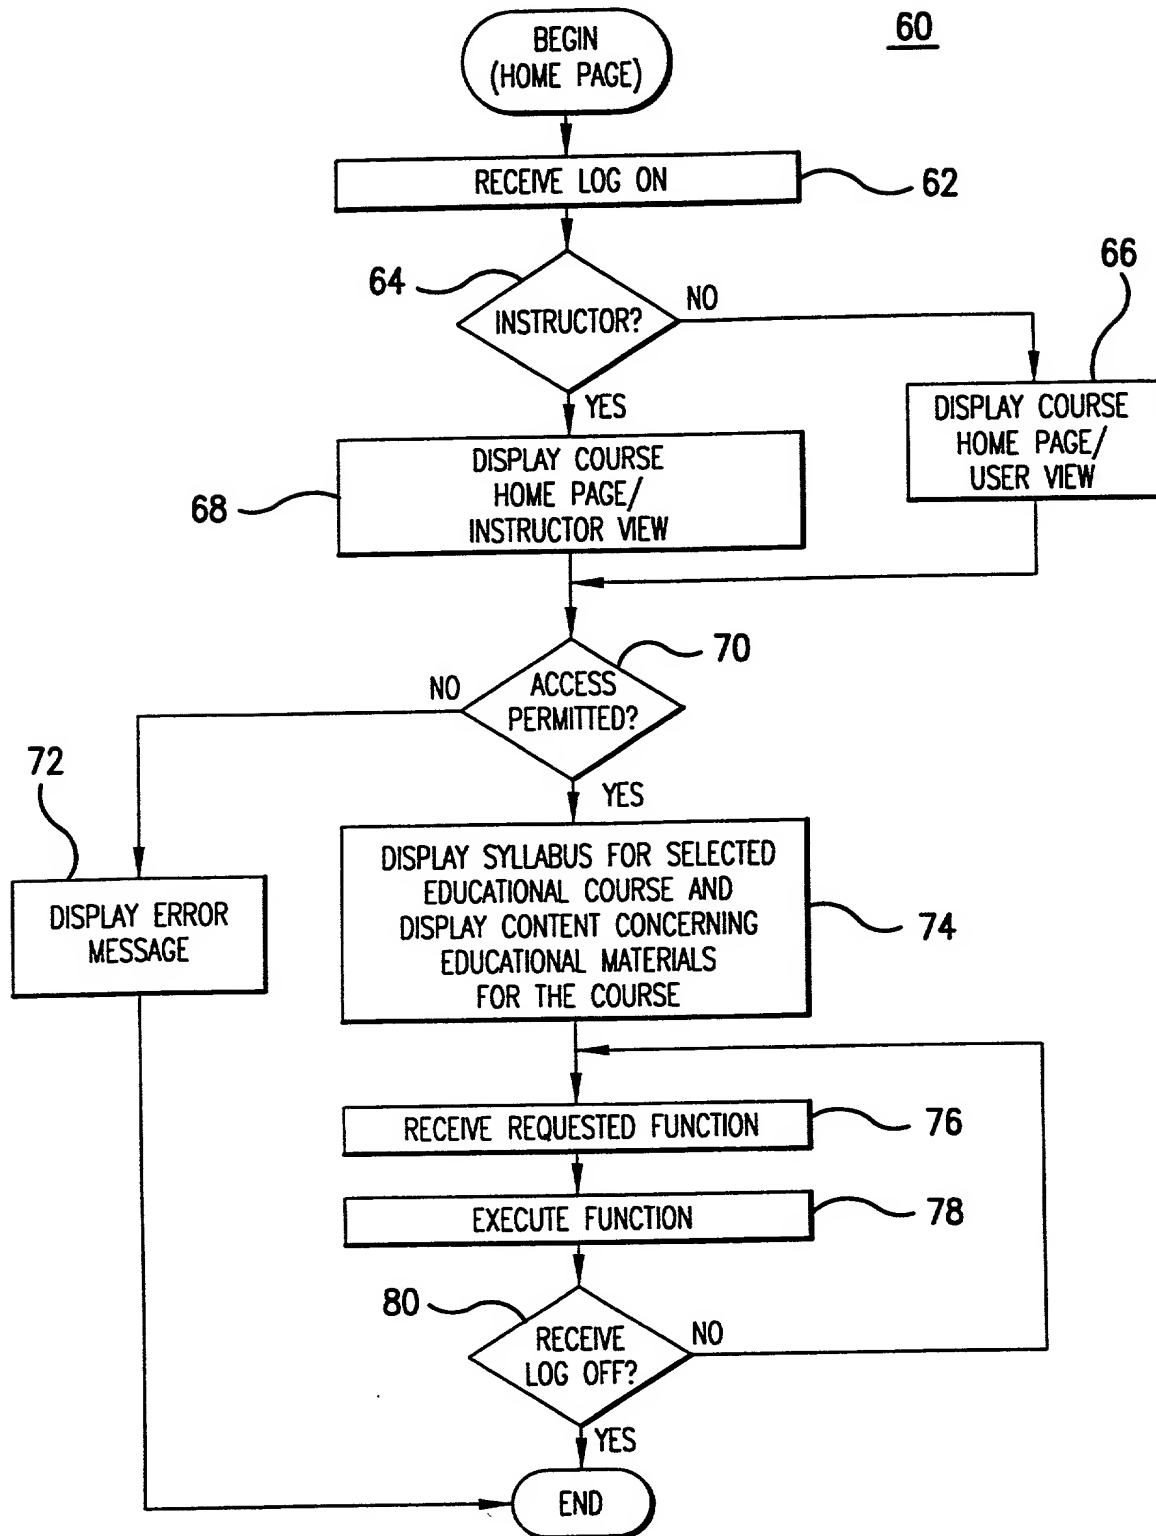 60
BEGIN
(HOME PAGE)
RECEIVE LOG ON
62
64
INSTRUCTOR?
NO
66
YES
DISPLAY COURSE
HOME PAGE/
USER VIEW
68
DISPLAY COURSE
HOME PAGE/
INSTRUCTOR VIEW
70
NO
ACCESS
PERMITTED?
72
YES
DISPLAY ERROR
MESSAGE
DISPLAY SYLLABUS FOR SELECTED
EDUCATIONAL COURSE AND
DISPLAY CONTENT CONCERNING
EDUCATIONAL MATERIALS
FOR THE COURSE
74
RECEIVE REQUESTED FUNCTION
76
EXECUTE FUNCTION
78
80
RECEIVE
LOG OFF?
NO
YES
END